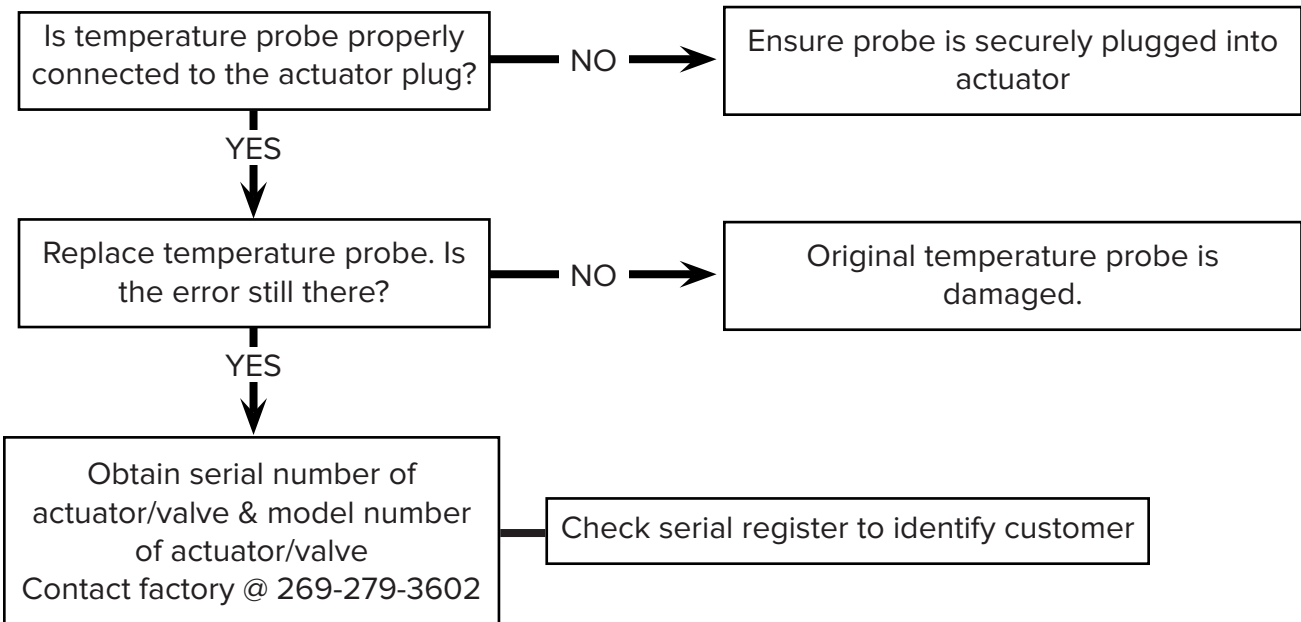 Is temperature probe properly
connected to the actuator plug?
NO
Ensure probe is securely plugged into
actuator
YES
Replace temperature probe. Is
the error still there?
NO
Original temperature probe is
damaged.
YES
Obtain serial number of
actuator/valve & model number
of actuator/valve
Contact factory @ 269-279-3602
Check serial register to identify customer